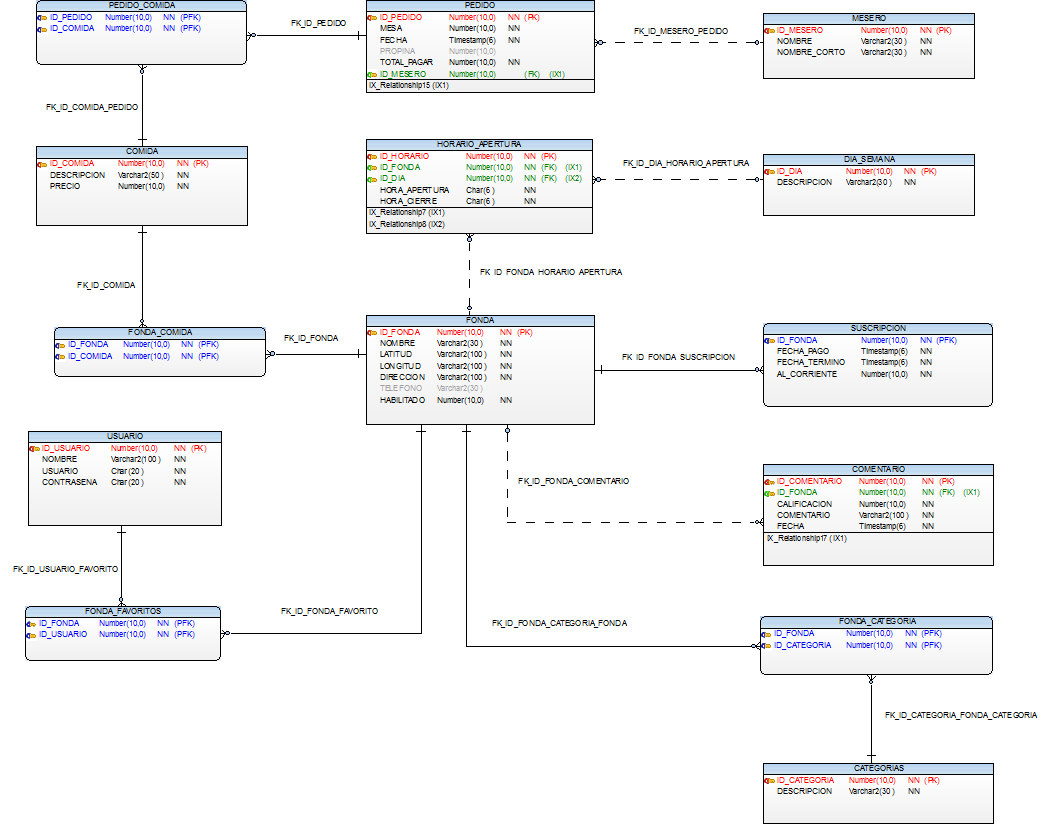 PEDIDO_COMIDA
ID_PEDIDO Number(10,0) NN (PFK)
ID_COMIDA Number(10,0) NN (PFK)
FK_ID_PEDIDO
PEDIDO
ID_PEDIDO Number(10,0) NN (PK)
MESA Number(10,0) NN
FECHA Timestamp(6) NN
PROPINA Number(10,0)
TOTAL_PAGAR Number(10,0) NN
ID_MESERO Number(10,0) (FK) (IX1)
IX_Relationship15 (IX1)
FK_ID_MESERO_PEDIDO
MESERO
ID_MESERO Number(10,0) NN (PK)
NOMBRE Varchar2(30 ) NN
NOMBRE_CORTO Varchar2(30 ) NN
FK_ID_COMIDA_PEDIDO
COMIDA
ID_COMIDA Number(10,0) NN (PK)
DESCRIPCION Varchar2(50 ) NN
PRECIO Number(10,0) NN
HORARIO_APERTURA
ID_HORARIO Number(10,0) NN (PK)
ID_FONDA Number(10,0) NN (FK) (IX1)
ID_DIA Number(10,0) NN (FK) (IX2)
HORA_APERTURA Char(6 ) NN
HORA_CIERRE Char(6 ) NN
IX_Relationship7 (IX1)
IX_Relationship8 (IX2)
FK_ID_DIA_HORARIO_APERTURA
DIA_SEMANA
ID_DIA Number(10,0) NN (PK)
DESCRIPCION Varchar2(30 ) NN
FK_ID_COMIDA
FK_ID_FONDA_HORARIO_APERTURA
FONDA_COMIDA
ID_FONDA Number(10,0) NN (PFK)
ID_COMIDA Number(10,0) NN (PFK)
FK_ID_FONDA
FONDA
ID_FONDA Number(10,0) NN (PK)
NOMBRE Varchar2(30 ) NN
LATITUD Varchar2(100 ) NN
LONGITUD Varchar2(100 ) NN
DIRECCION Varchar2(100 ) NN
TELEFONO Varchar2(30 )
HABILITADO Number(10,0) NN
FK_ID_FONDA_SUSCRIPCION
SUSCRIPCION
ID_FONDA Number(10,0) NN (PFK)
FECHA_PAGO Timestamp(6) NN
FECHA_TERMINO Timestamp(6) NN
AL_CORRIENTE Number(10,0) NN
USUARIO
ID_USUARIO Number(10,0) NN (PK)
NOMBRE Varchar2(100 ) NN
USUARIO Char(20 ) NN
CONTRASENA Char(20 ) NN
FK_ID_FONDA_COMENTARIO
COMENTARIO
ID_COMENTARIO Number(10,0) NN (PK)
ID_FONDA Number(10,0) NN (FK) (IX1)
CALIFICACION Number(10,0) NN
COMENTARIO Varchar2(100 ) NN
FECHA Timestamp(6) NN
IX_Relationship17 (IX1)
FK_ID_USUARIO_FAVORITO
FONDA_FAVORITOS
ID_FONDA Number(10,0) NN (PFK)
ID_USUARIO Number(10,0) NN (PFK)
FK_ID_FONDA_FAVORITO
FK_ID_FONDA_CATEGORIA_FONDA
FONDA_CATEGORIA
ID_FONDA Number(10,0) NN (PFK)
ID_CATEGORIA Number(10,0) NN (PFK)
FK_ID_CATEGORIA_FONDA_CATEGORIA
CATEGORIAS
ID_CATEGORIA Number(10,0) NN (PK)
DESCRIPCION Varchar2(30 ) NN